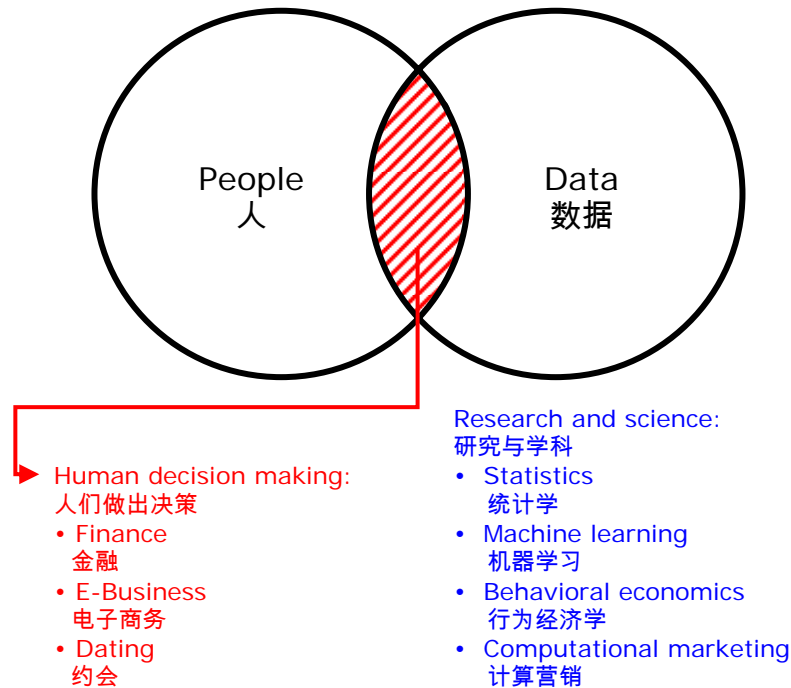 People
人
Data
数据
Human decision making:
人们做出决策
• Finance
金融
• E-Business
电子商务
• Dating
约会
Research and science:
研究与学科
• Statistics
统计学
• Machine learning
机器学习
• Behavioral economics
行为经济学
• Computational marketing
计算营销